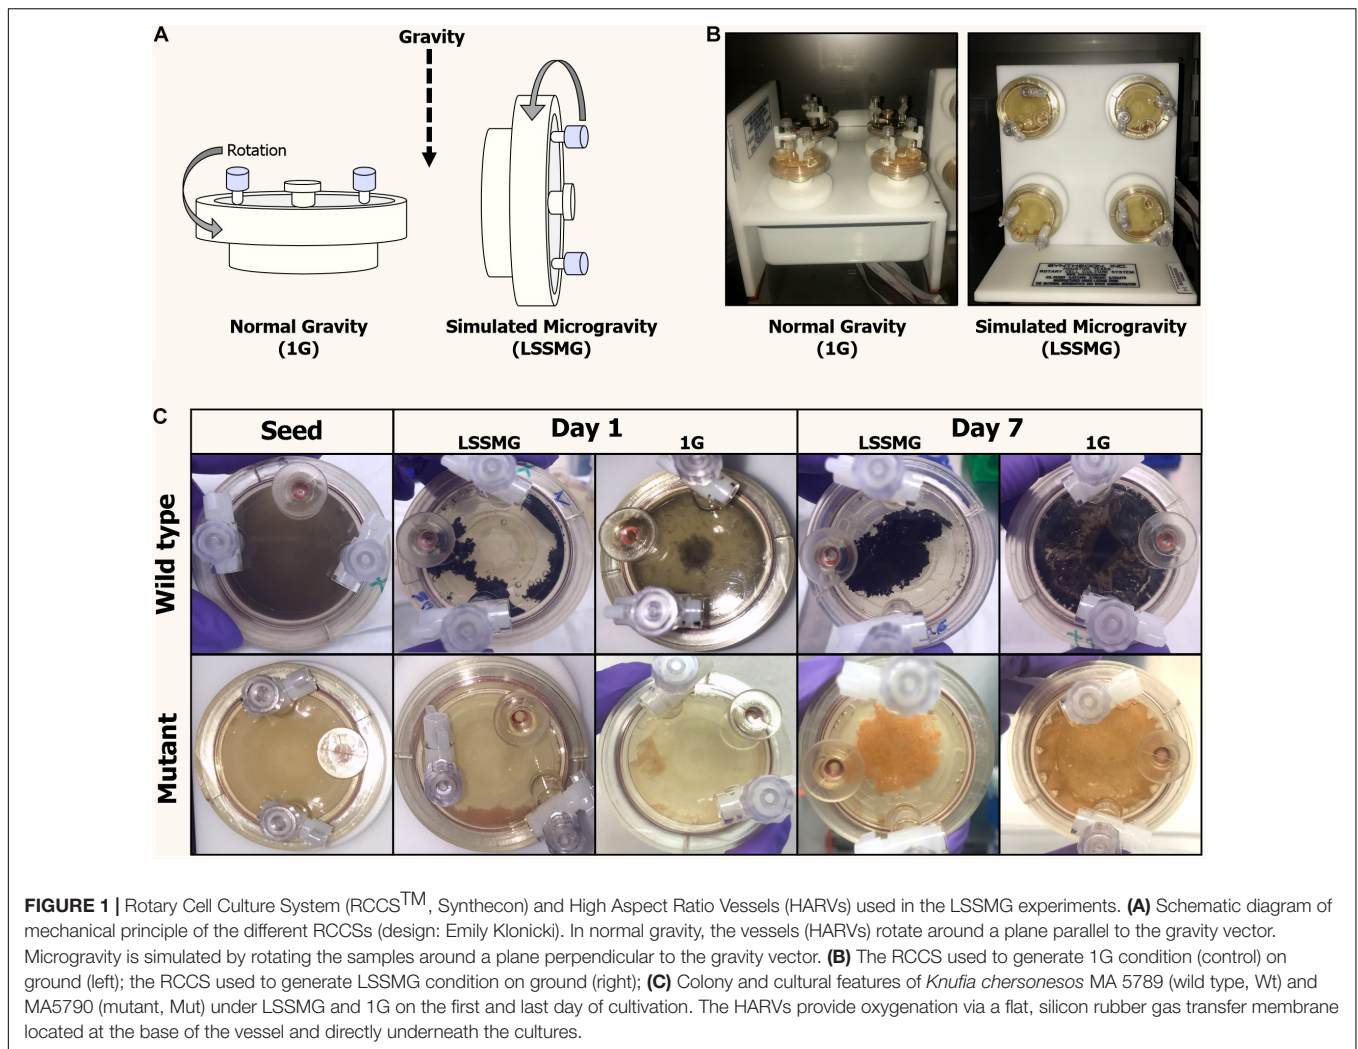 A
Gravity
Rotation
Normal Gravity
(1G)
Simulated Microgravity
(LSSMG)
B
SYNTHECON, INC.
ROTARY CELL CULTURE SYSTEM
Normal Gravity
(1G)
Simulated Microgravity
(LSSMG)
C
Seed
Day 1
LSSMG
1G
Day 7
LSSMG
1G
Wild type
Mutant
FIGURE 1 | Rotary Cell Culture System (RCCS™, Synthecon) and High Aspect Ratio Vessels (HARVs) used in the LSSMG experiments. (A) Schematic diagram of
mechanical principle of the different RCCSs (design: Emily Klonicki). In normal gravity, the vessels (HARVs) rotate around a plane parallel to the gravity vector.
Microgravity is simulated by rotating the samples around a plane perpendicular to the gravity vector. (B) The RCCS used to generate 1G condition (control) on
ground (left); the RCCS used to generate LSSMG condition on ground (right); (C) Colony and cultural features of Knufia chersonesos MA 5789 (wild type, Wt) and
MA5790 (mutant, Mut) under LSSMG and 1G on the first and last day of cultivation. The HARVs provide oxygenation via a flat, silicon rubber gas transfer membrane
located at the base of the vessel and directly underneath the cultures.